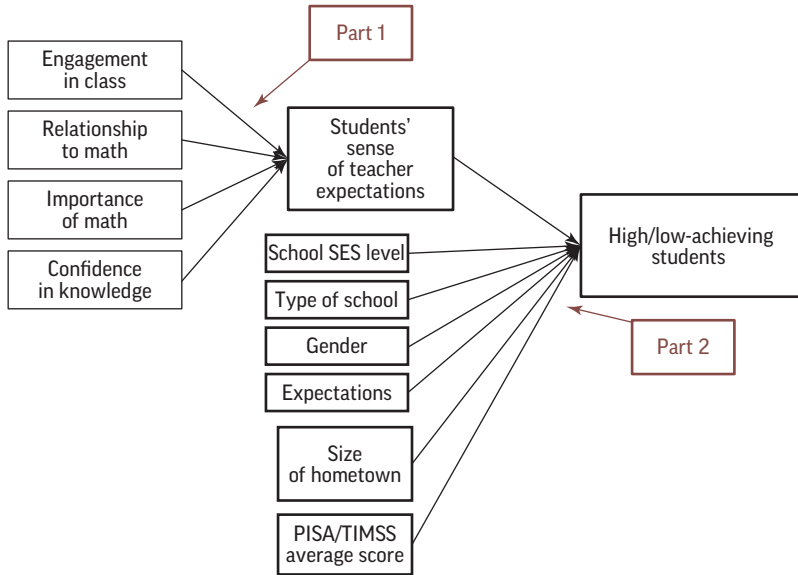 Part 1
Engagement
in class
Relationship
to math
Importance
of math
Confidence
in knowledge
Students'
sense
of teacher
expectations
School SES level
Type of school
Gender
Expectations
Size
of hometown
PISA/TIMSS
average score
High/low-achieving
students
Part 2